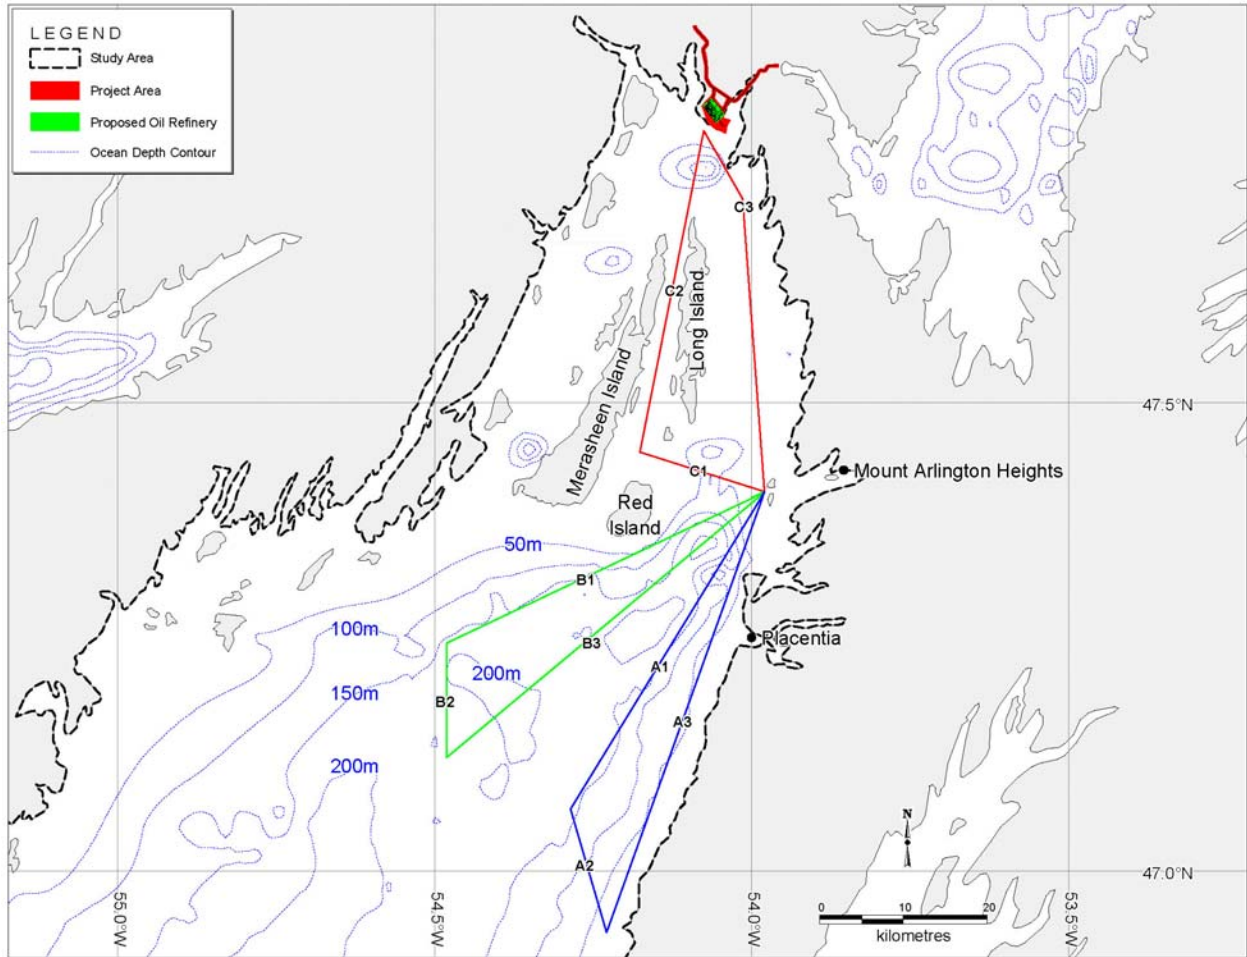 LEGEND
Study Area
Project Area
Proposed Oil Refinery
Ocean Depth Contour
C3
C2
Long Island
Merasheen Island
47.5°N
C1
Mount Arlington Heights
Red
Island
50m
B1
100m
B3
Placentia
200m
A1
150m
B2
A3
200m
N
A2
47.0°N
55.0°W
54.5°W
54.0°W
53.5°W
0 10 20
kilometres